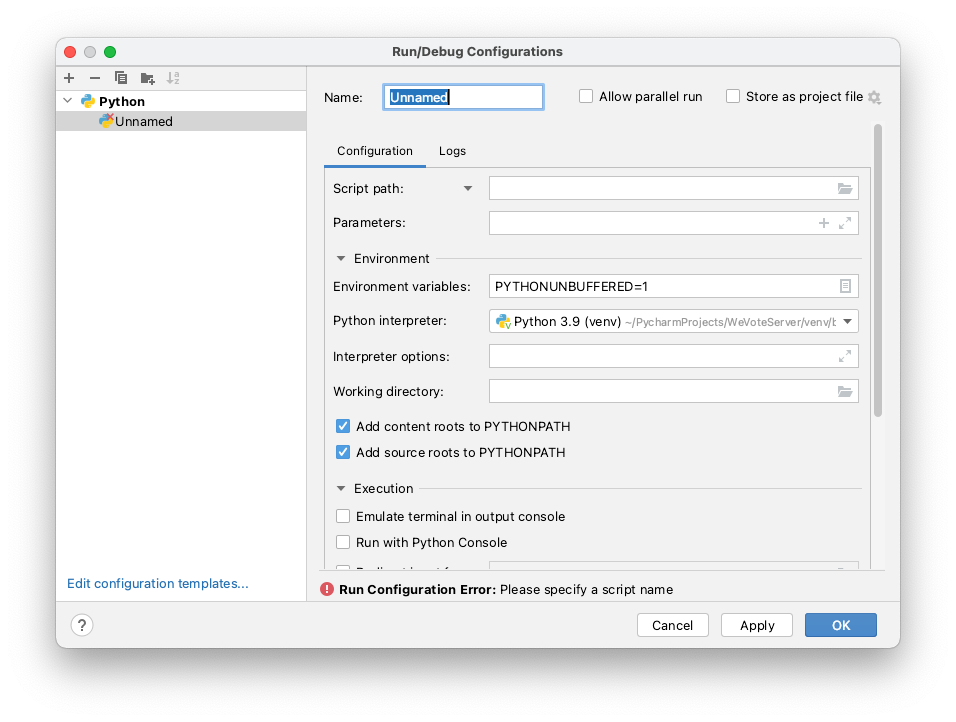 Run/Debug Configurations
Python
Unnamed
Edit configuration templates...
Name: Unnamed
Allow parallel run
Store as project file
Configuration
Logs
Script path:
Parameters:
Environment
Environment variables: PYTHONUNBUFFERED=1
Python interpreter: Python 3.9 (venv) ~/PycharmProjects/WeVoteServer/venv/b
Interpreter options:
Working directory:
Add content roots to PYTHONPATH
Add source roots to PYTHONPATH
Execution
Emulate terminal in output console
Run with Python Console
Run Configuration Error: Please specify a script name
?
Cancel
Apply
OK